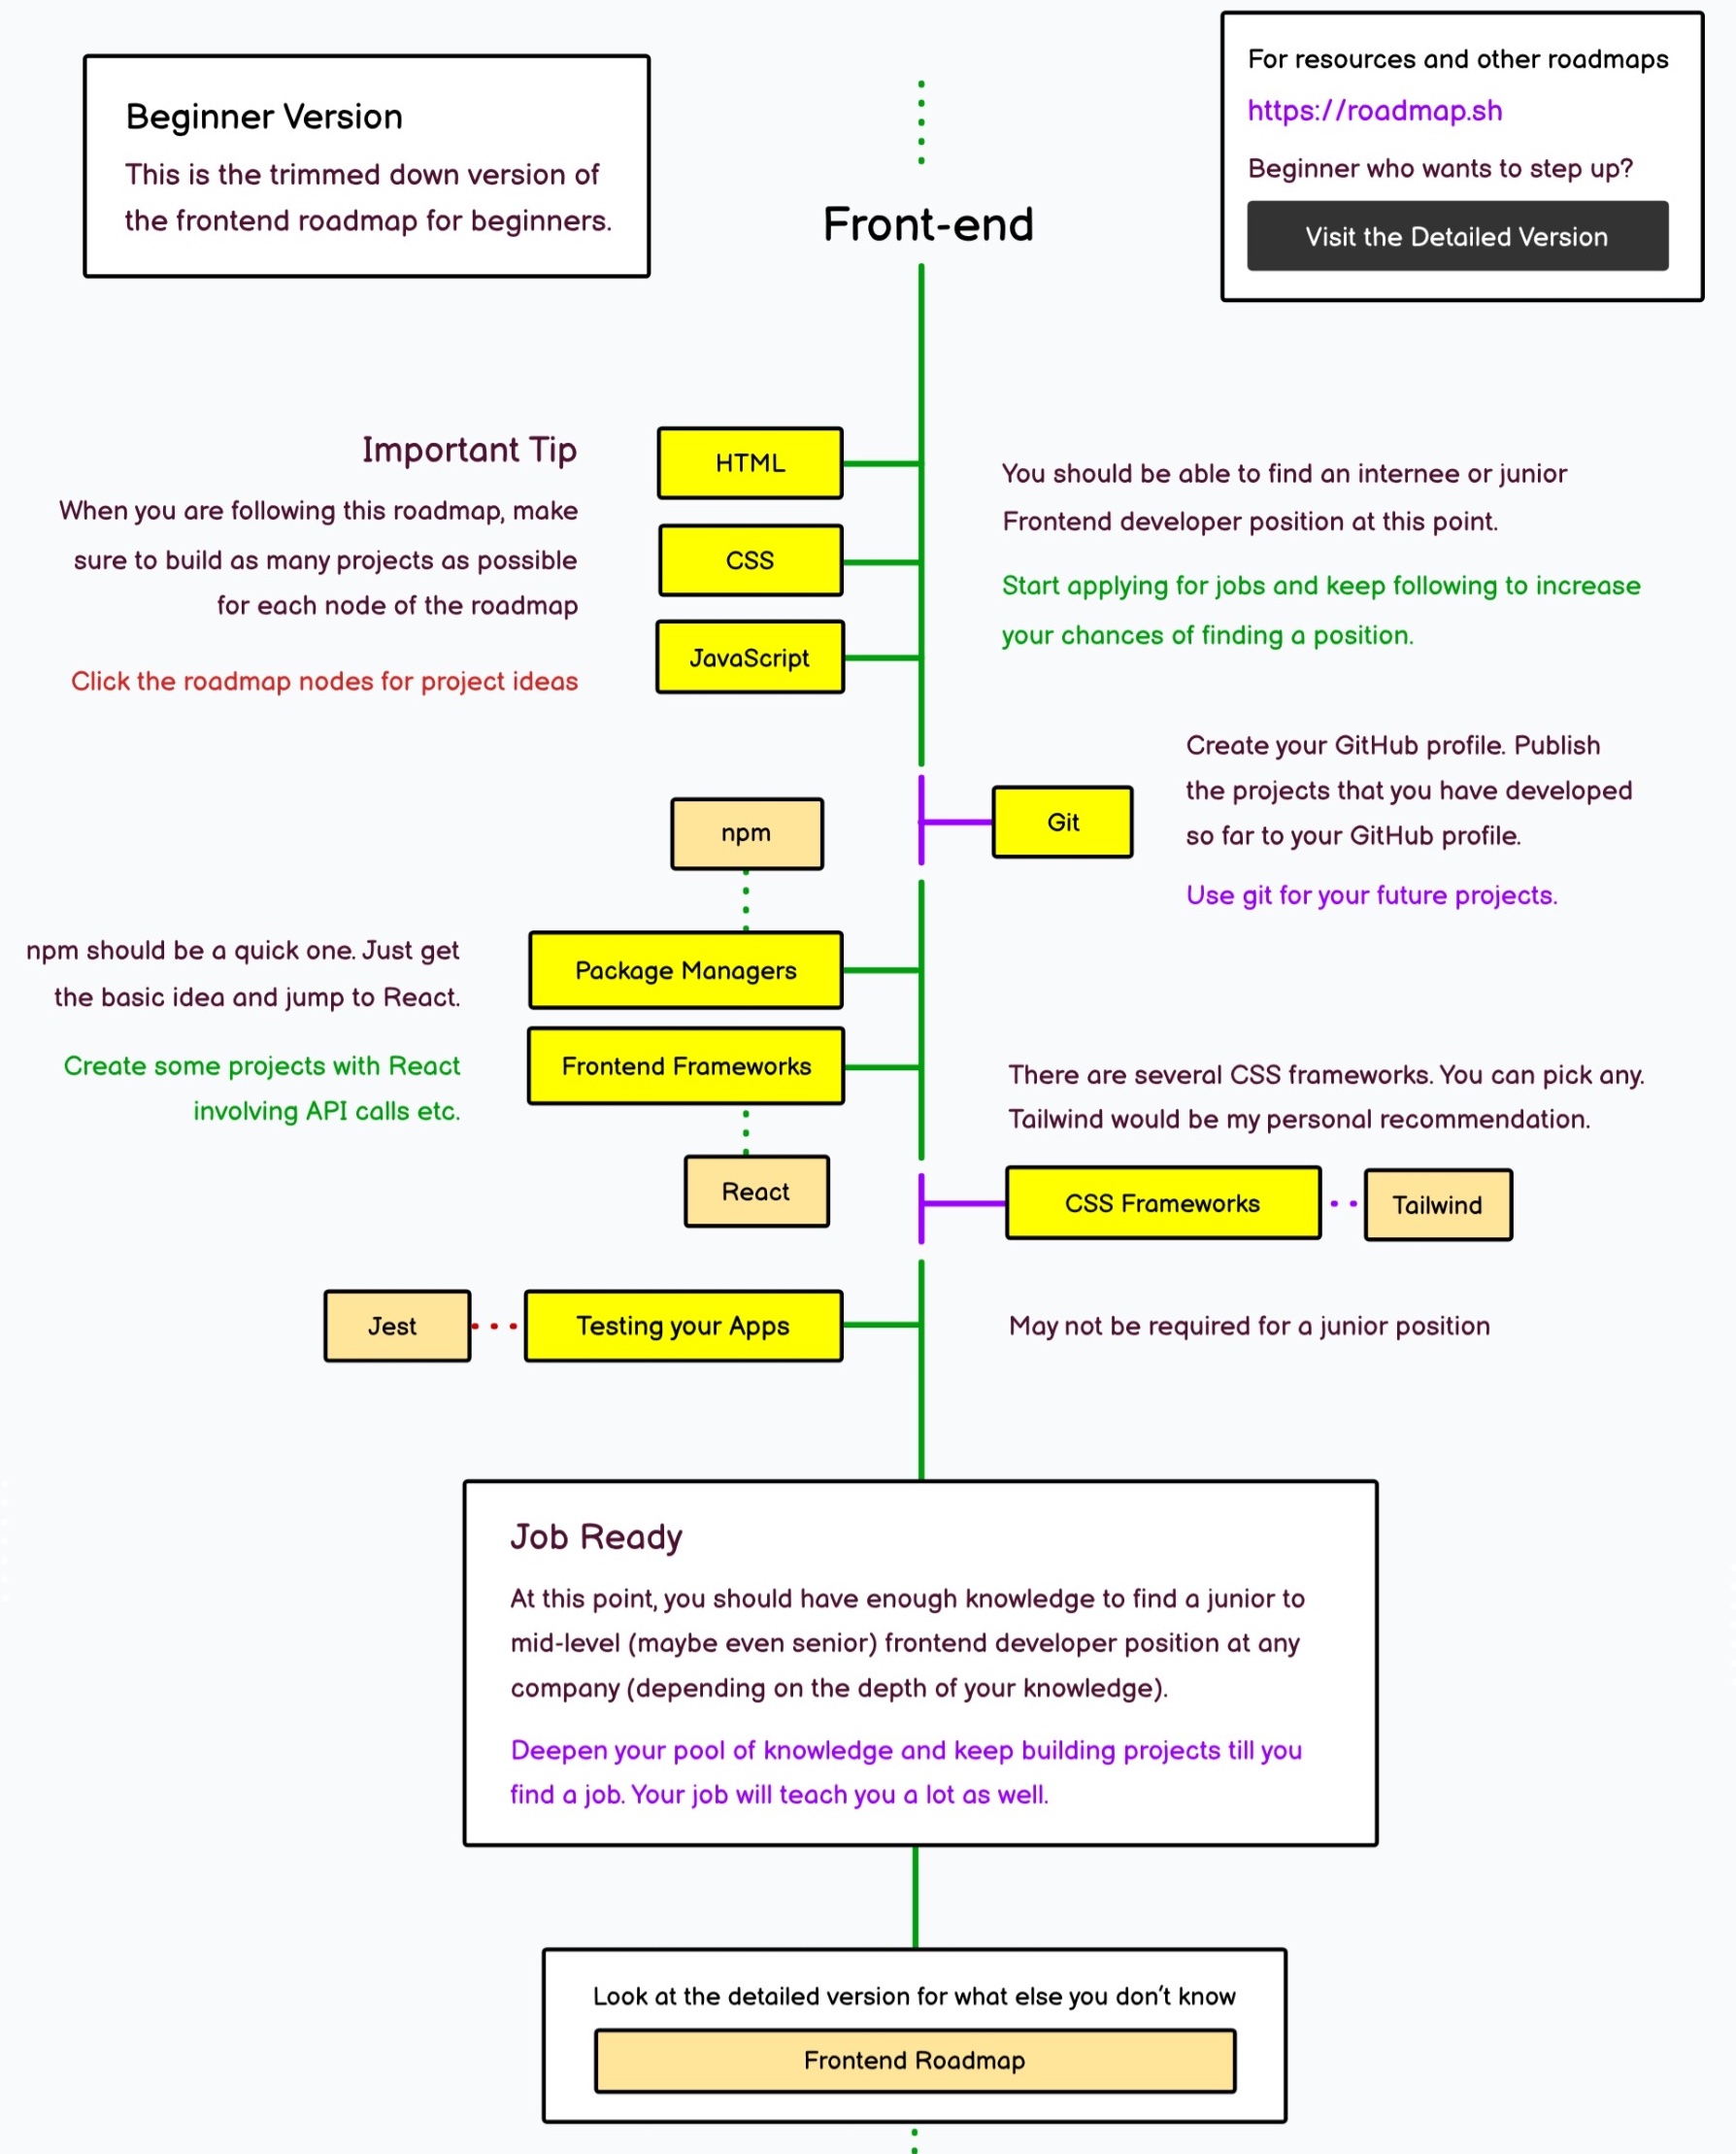 Beginner Version
This is the trimmed down version of
the frontend roadmap for beginners.
For resources and other roadmaps
https://roadmap.sh
Beginner who wants to step up?
Visit the Detailed Version
Front-end
Important Tip
When you are following this roadmap, make
sure to build as many projects as possible
for each node of the roadmap
Click the roadmap nodes for project ideas
HTML
CSS
JavaScript
You should be able to find an internee or junior
Frontend developer position at this point.
Start applying for jobs and keep following to increase
your chances of finding a position.
Git
Create your GitHub profile. Publish
the projects that you have developed
so far to your GitHub profile.
Use git for your future projects.
npm
Package Managers
npm should be a quick one. Just get
the basic idea and jump to React.
Create some projects with React
involving API calls etc.
Frontend Frameworks
React
There are several CSS frameworks. You can pick any.
Tailwind would be my personal recommendation.
CSS Frameworks
Tailwind
Jest
Testing your Apps
May not be required for a junior position
Job Ready
At this point, you should have enough knowledge to find a junior to
mid-level (maybe even senior) frontend developer position at any
company (depending on the depth of your knowledge).
Deepen your pool of knowledge and keep building projects till you
find a job. Your job will teach you a lot as well.
Look at the detailed version for what else you don't know
Frontend Roadmap